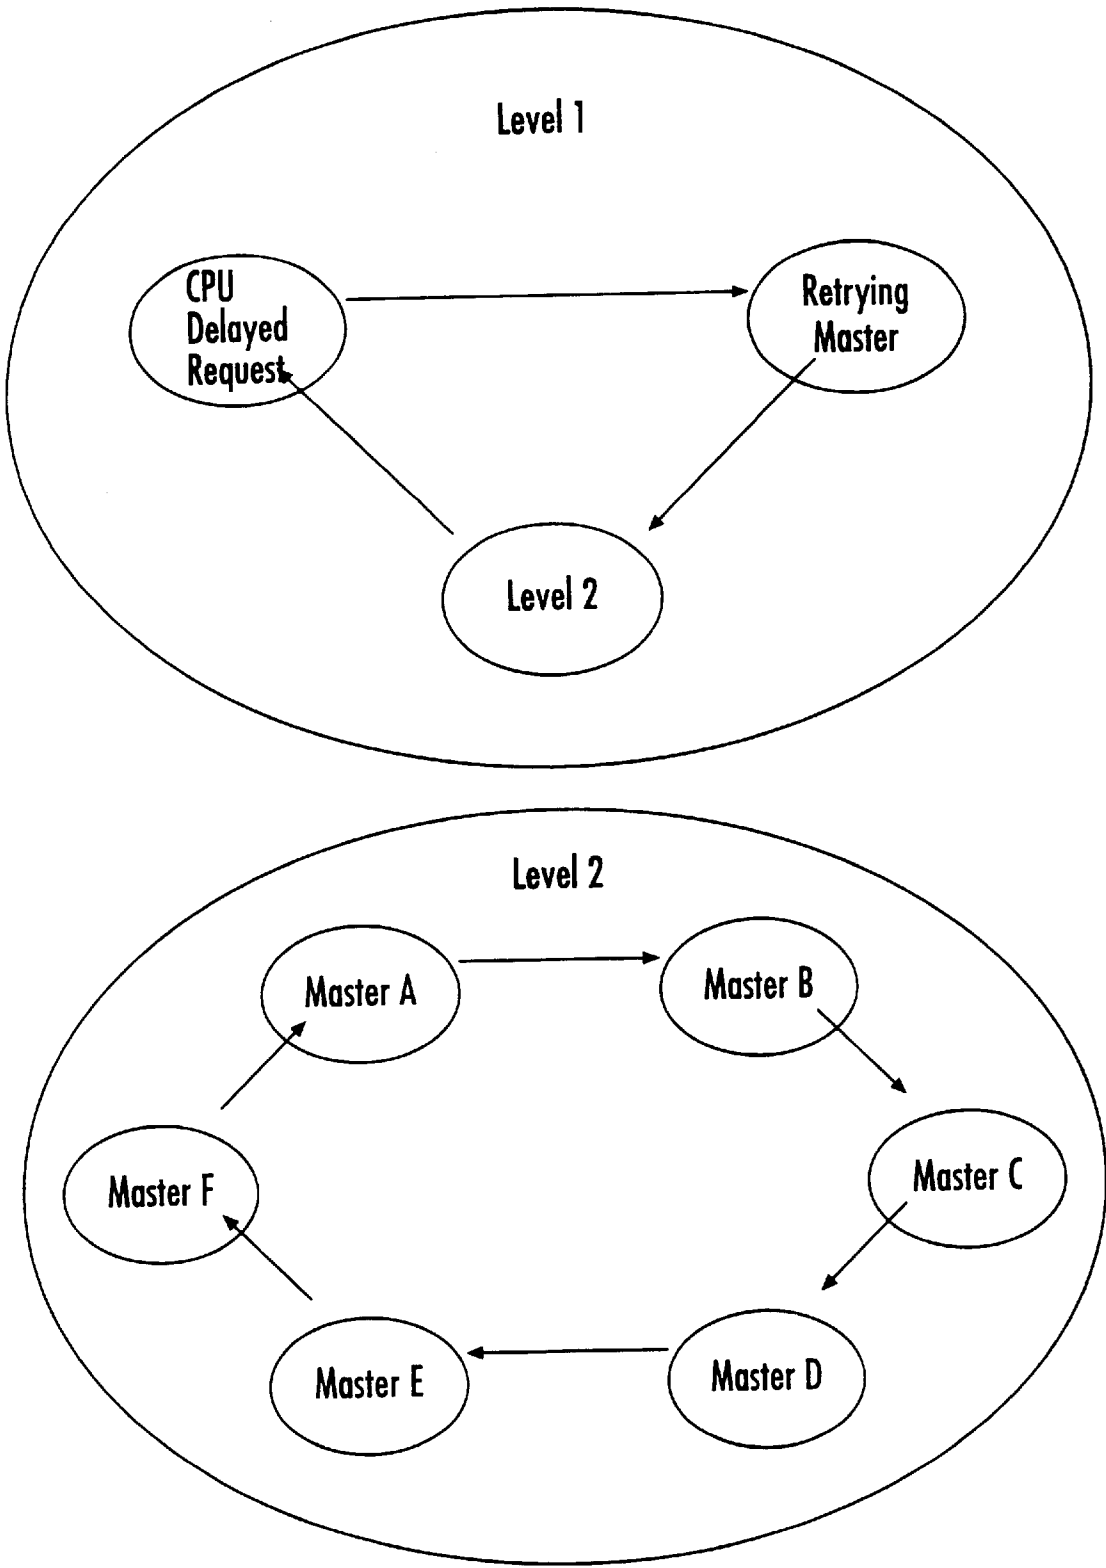 Level 1
CPU
Delayed
Request
Retrying
Master
Level 2
Level 2
Master A
Master B
Master F
Master C
Master E
Master D